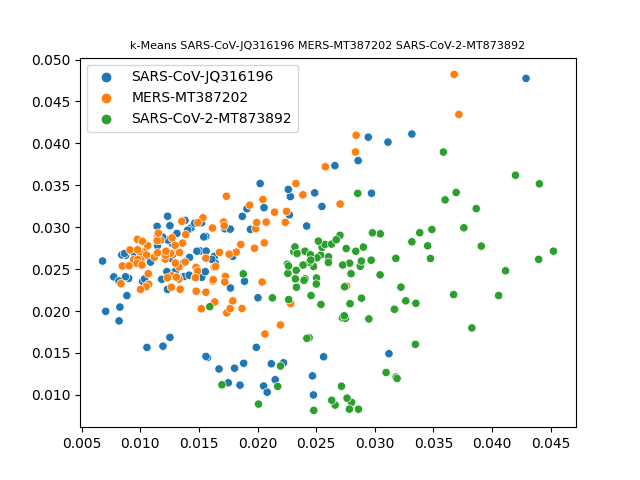 k-Means SARS-CoV-JQ316196 MERS-MT387202 SARS-CoV-2-MT873892
SARS-CoV-JQ316196
MERS-MT387202
SARS-CoV-2-MT873892
0.050
0.045
0.040
0.035
0.030
0.025
0.020
0.015
0.010
0.005 0.010 0.015 0.020 0.025 0.030 0.035 0.040 0.045